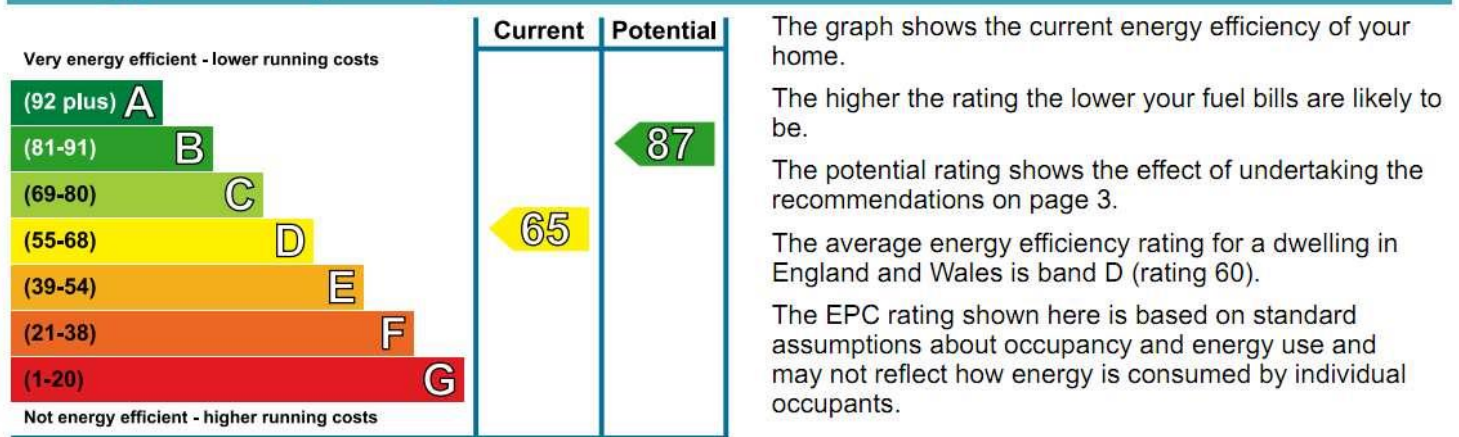 Current Potential
Very energy efficient - lower running costs
(92 plus) A
(81-91) B
87
(69-80) C
(55-68) D
65
(39-54) E
(21-38) F
(1-20) G
Not energy efficient - higher running costs
The graph shows the current energy efficiency of your
home.
The higher the rating the lower your fuel bills are likely to
be.
The potential rating shows the effect of undertaking the
recommendations on page 3.
The average energy efficiency rating for a dwelling in
England and Wales is band D (rating 60).
The EPC rating shown here is based on standard
assumptions about occupancy and energy use and
may not reflect how energy is consumed by individual
occupants.